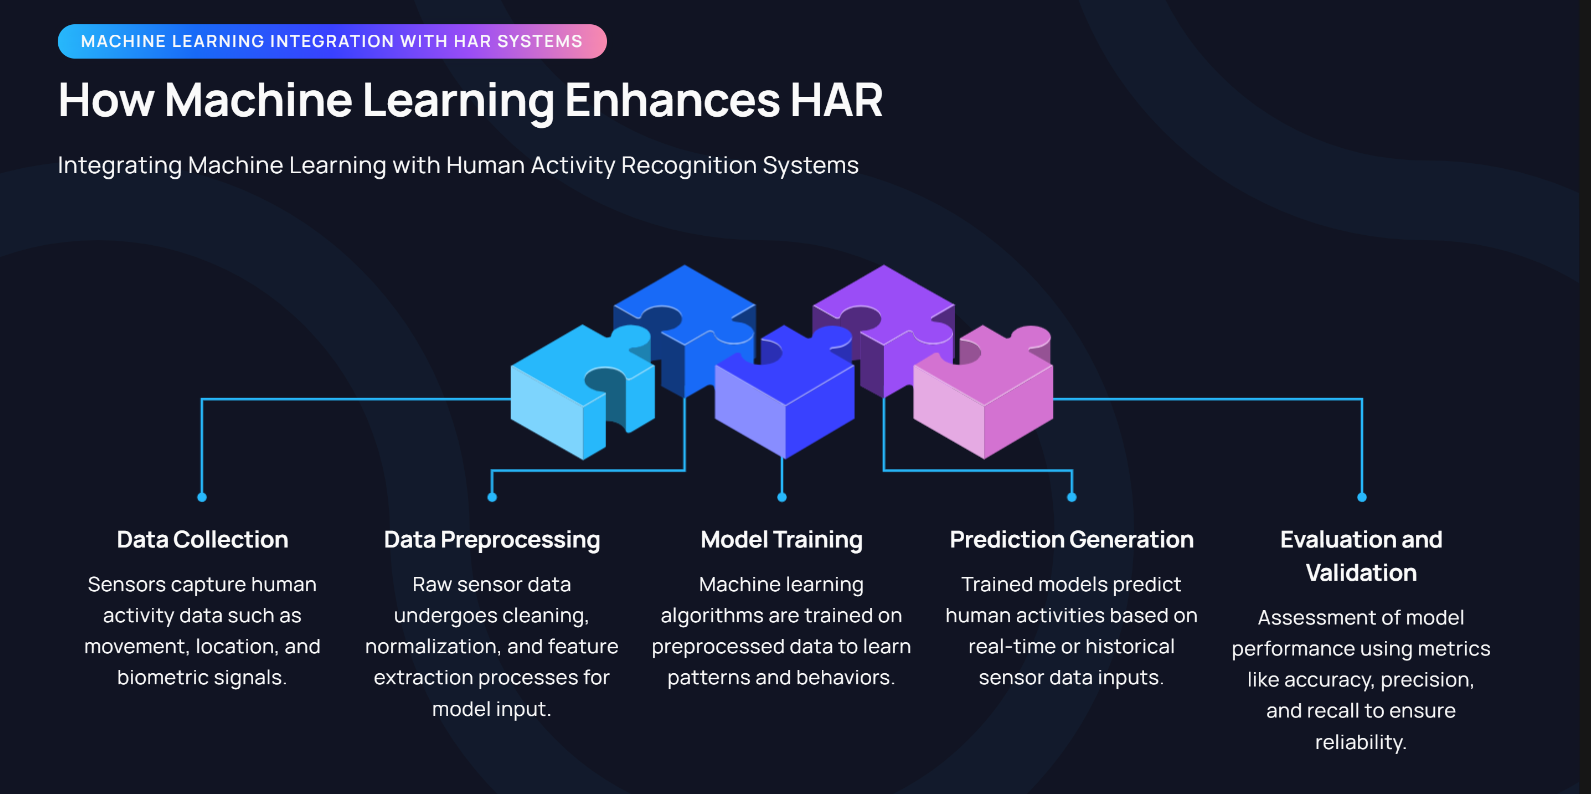 MACHINE LEARNING INTEGRATION WITH HAR SYSTEMS
How Machine Learning Enhances HAR
Integrating Machine Learning with Human Activity Recognition Systems
Data Collection
Sensors capture human
activity data such as
movement, location, and
biometric signals.
Data Preprocessing
Raw sensor data
undergoes cleaning,
normalization, and feature
extraction processes for
model input.
Model Training
Machine learning
algorithms are trained on
preprocessed data to learn
patterns and behaviors.
Prediction Generation
Trained models predict
human activities based on
real-time or historical
sensor data inputs.
Evaluation and
Validation
Assessment of model
performance using metrics
like accuracy, precision,
and recall to ensure
reliability.